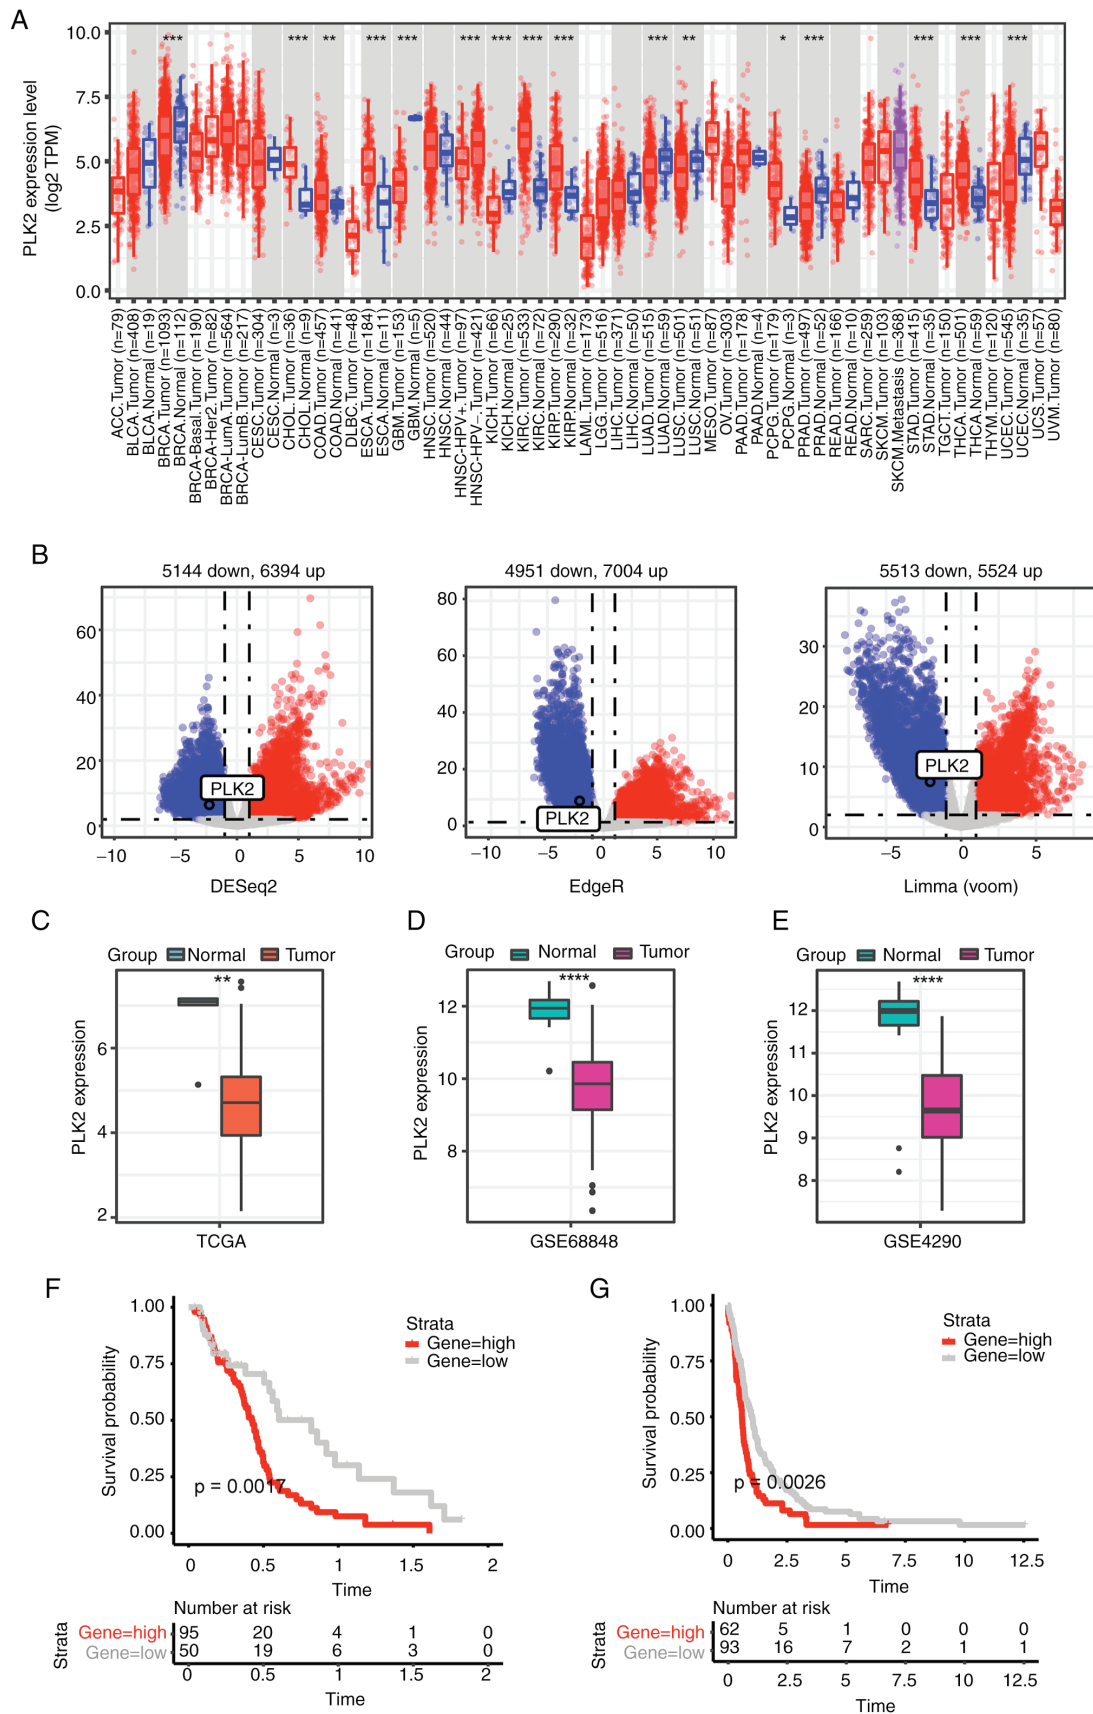 A
PLK2 expression level
(log2 TPM)
10.0
7.5
5.0
2.5
0.0
*** *** ** *** *** *** *** *** *** *** ** * *** *** *** ***
ACC.Tumor (n=79)
BLCA.Tumor (n=408)
BLCA.Normal (n=19)
BRCA.Tumor (n=1093)
BRCA.Normal (n=112)
BRCA-Basal.Tumor (n=190)
BRCA-Her2.Tumor (n=82)
BRCA-LumA.Tumor (n=564)
BRCA-LumB.Tumor (n=217)
CESC.Tumor (n=304)
CESC.Normal (n=3)
CHOL.Tumor (n=36)
CHOL.Normal (n=9)
COAD.Tumor (n=457)
COAD.Normal (n=41)
DLBC.Tumor (n=48)
ESCA.Tumor (n=184)
ESCA.Normal (n=11)
GBM.Tumor (n=153)
GBM.Normal (n=5)
HNSC.Tumor (n=520)
HNSC.Normal (n=44)
HNSC-HPV+.Tumor (n=97)
HNSC-HPV−.Tumor (n=421)
KICH.Tumor (n=66)
KICH.Normal (n=25)
KIRC.Tumor (n=533)
KIRC.Normal (n=72)
KIRP.Tumor (n=290)
KIRP.Normal (n=32)
LAML.Tumor (n=173)
LGG.Tumor (n=516)
LIHC.Tumor (n=371)
LIHC.Normal (n=50)
LUAD.Tumor (n=515)
LUAD.Normal (n=59)
LUSC.Tumor (n=501)
LUSC.Normal (n=51)
MESO.Tumor (n=87)
OV.Tumor (n=303)
PAAD.Tumor (n=178)
PAAD.Normal (n=4)
PCPG.Tumor (n=179)
PCPG.Normal (n=3)
PRAD.Tumor (n=497)
PRAD.Normal (n=52)
READ.Tumor (n=166)
READ.Normal (n=10)
SARC.Tumor (n=259)
SKCM.Tumor (n=103)
SKCM.Metastasis (n=368)
STAD.Tumor (n=415)
STAD.Normal (n=35)
TGCT.Tumor (n=150)
THCA.Tumor (n=501)
THCA.Normal (n=59)
THYM.Tumor (n=120)
UCEC.Tumor (n=545)
UCEC.Normal (n=35)
UCS.Tumor (n=57)
UVM.Tumor (n=80)
B
5144 down, 6394 up
60
40
20
0
PLK2
−10 −5 0 5 10
DESeq2
4951 down, 7004 up
80
60
40
20
0
PLK2
−10 −5 0 5 10
EdgeR
5513 down, 5524 up
30
20
10
0
PLK2
−5 0 5
Limma (voom)
C
Group Normal Tumor
**
PLK2 expression
6
4
2
TCGA
D
Group Normal Tumor
****
PLK2 expression
12
10
8
GSE68848
E
Group Normal Tumor
****
PLK2 expression
12
11
10
9
8
GSE4290
F
Survival probability
1.00
0.75
0.50
0.25
0.00
Strata
Gene=high
Gene=low
p = 0.0017
0 0.5 1 1.5 2
Time
Number at risk
Strata
Gene=high 95 20 4 1 0
Gene=low 50 19 6 3 0
0 0.5 1 1.5 2
Time
G
Survival probability
1.00
0.75
0.50
0.25
0.00
Strata
Gene=high
Gene=low
p = 0.0026
0 2.5 5 7.5 10 12.5
Time
Number at risk
Strata
Gene=high 62 5 1 0 0 0
Gene=low 93 16 7 2 1 1
0 2.5 5 7.5 10 12.5
Time